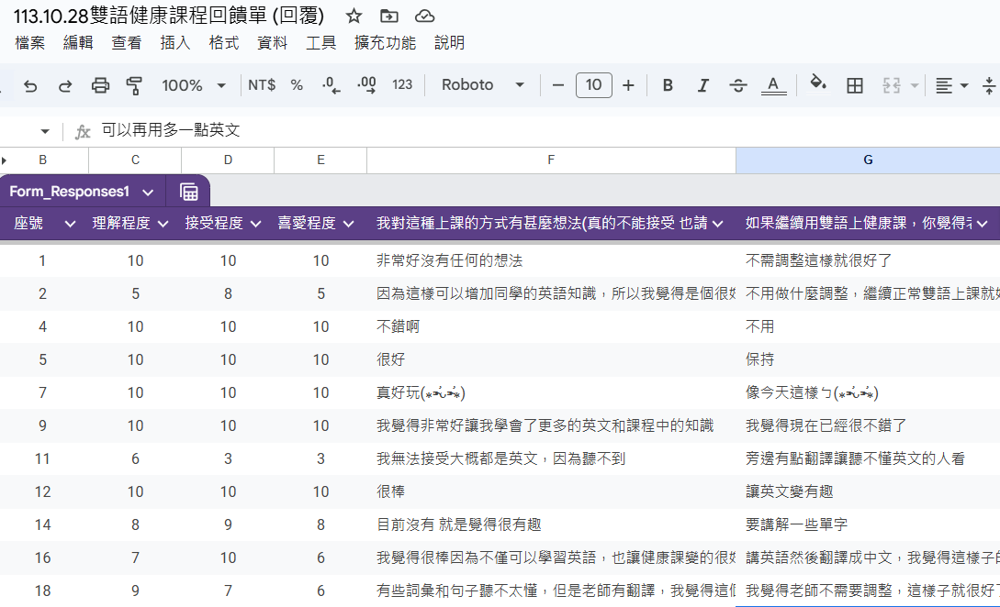 113.10.28雙語健康課程回饋單 (回覆)
檔案 編輯 查看 插入 格式 資料 工具 擴充功能 說明
100% NT$ % .0 .00 123 Roboto 10 B I A
fx 可以再用多一點英文
B C D E F G
Form_Responses1
座號 理解程度 接受程度 喜愛程度 我對這種上課的方式有甚麼想法(真的不能接受 也請 如果繼續用雙語上健康課，你覺得
1 10 10 10 非常好沒有任何的想法 不需調整這樣就很好了
2 5 8 5 因為這樣可以增加同學的英語知識，所以我覺得是個很 不用做什麼調整，繼續正常雙語上課就
4 10 10 10 不錯啊 不用
5 10 10 10 很好 保持
7 10 10 10 真好玩 像今天這樣ㄅ
9 10 10 10 我覺得非常好讓我學會了更多的英文和課程中的知識 我覺得現在已經很不錯了
11 6 3 3 我無法接受大概都是英文，因為聽不到 旁邊有點翻譯讓聽不懂英文的人看
12 10 10 10 很棒 讓英文變有趣
14 8 9 8 目前沒有 就是覺得很有趣 要講解一些單字
16 7 10 6 我覺得很棒因為不僅可以學習英語，也讓健康課變的很 講英語然後翻譯成中文，我覺得這樣子
18 9 7 6 有些詞彙和句子聽不太懂，但是老師有翻譯，我覺得這 我覺得老師不需要調整，這樣子就很好